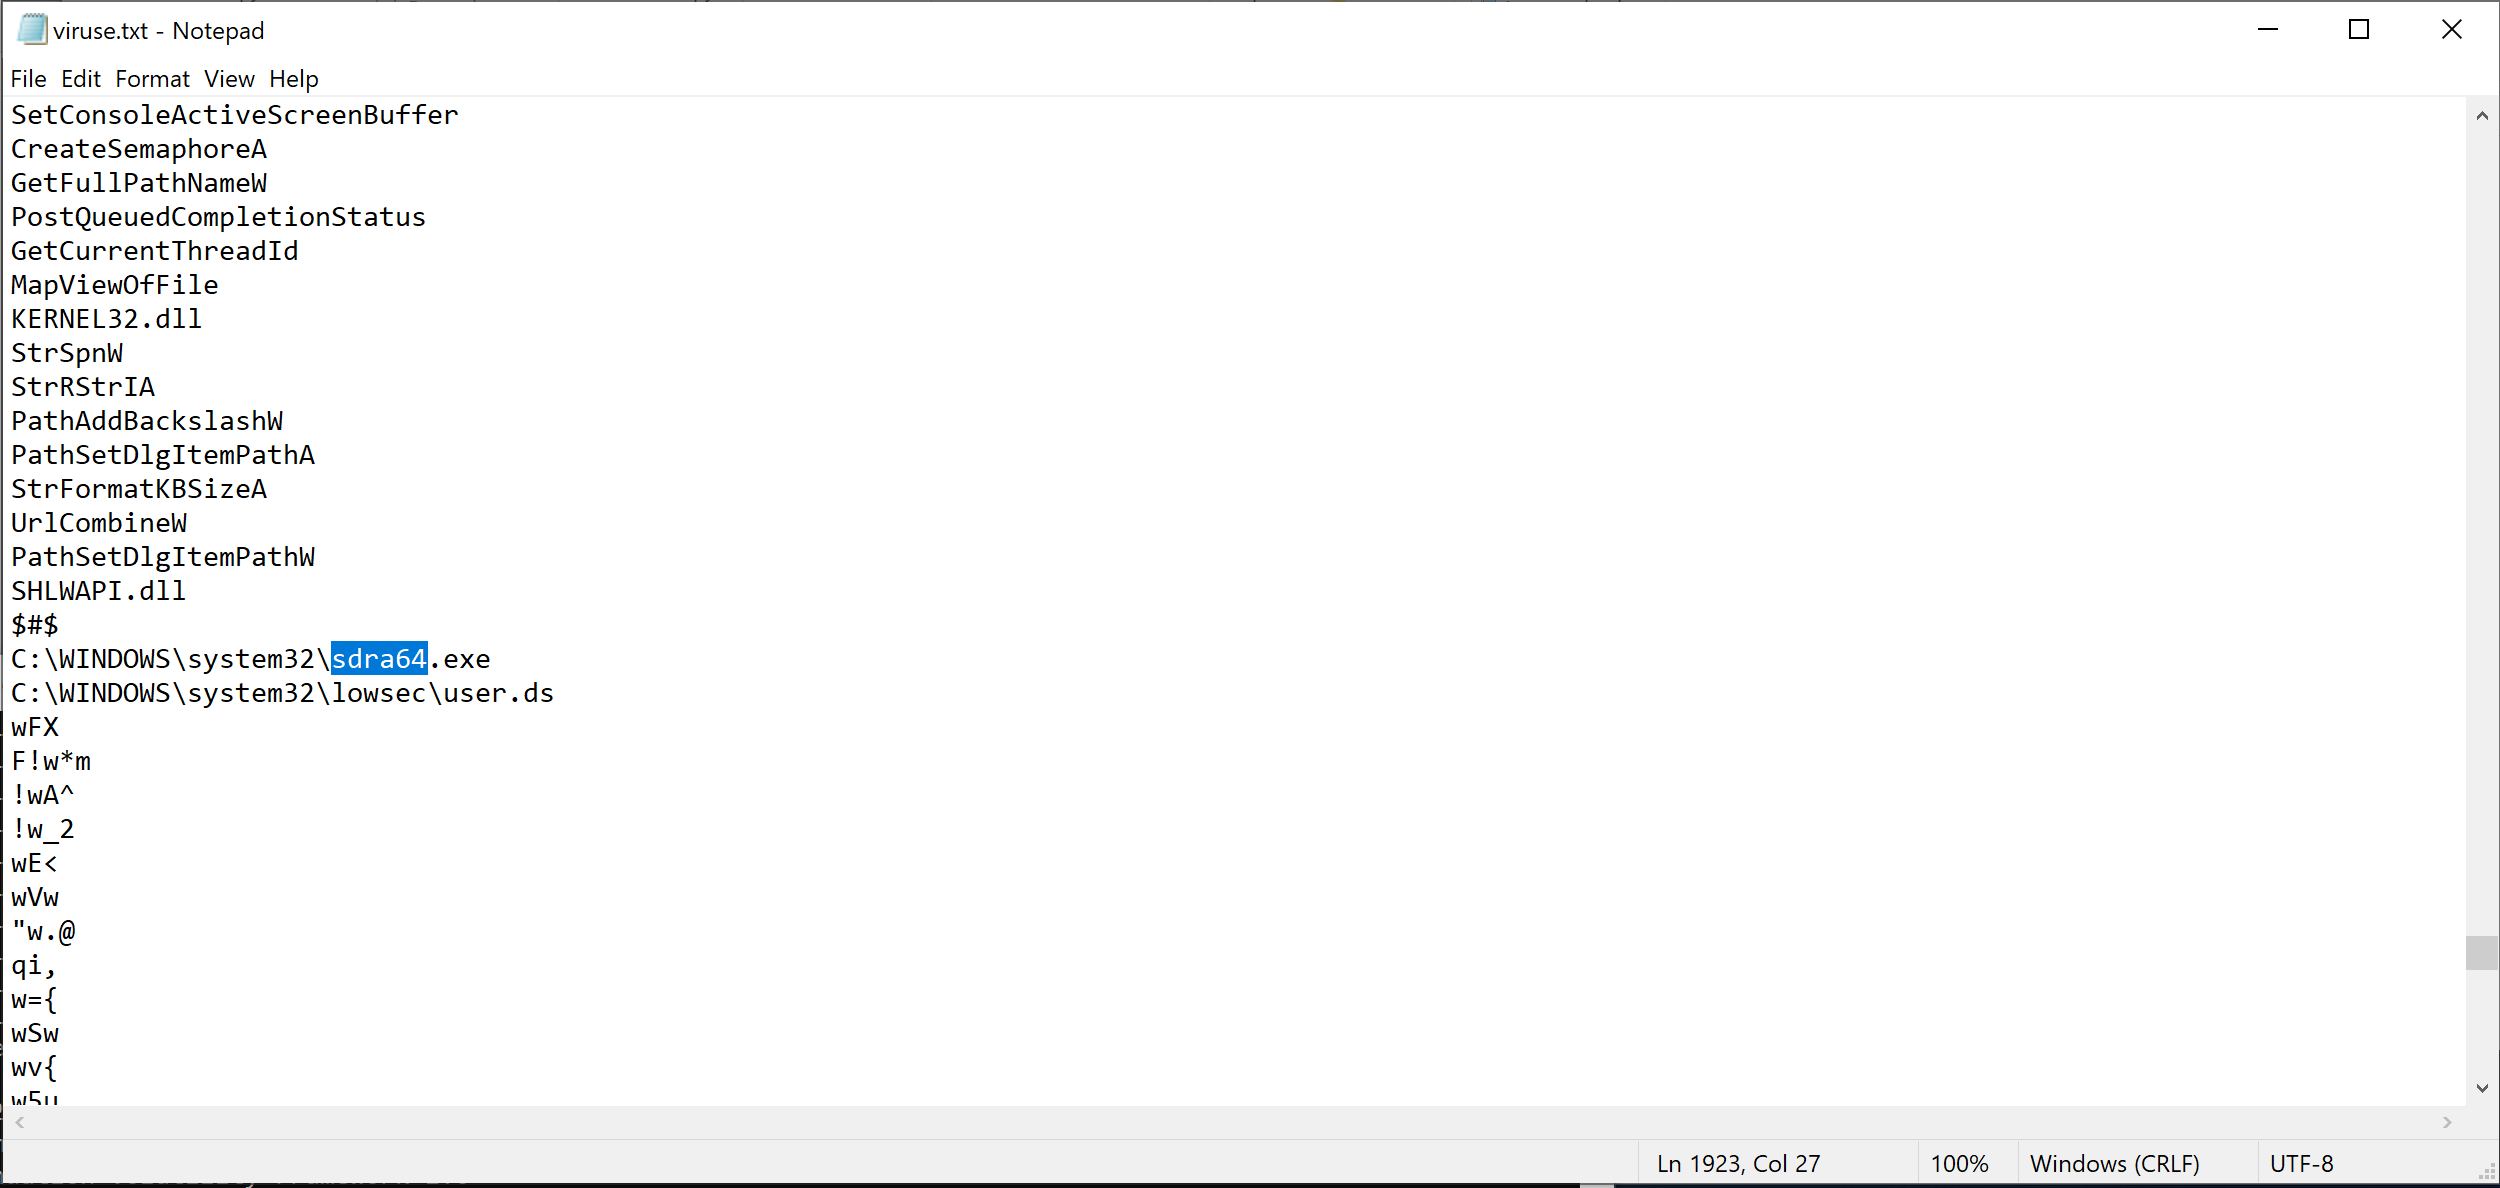 viruse.txt - Notepad
File Edit Format View Help
SetConsoleActiveScreenBuffer
CreateSemaphoreA
GetFullPathNameW
PostQueuedCompletionStatus
GetCurrentThreadId
MapViewOfFile
KERNEL32.dll
StrSpnW
StrRStrIA
PathAddBackslashW
PathSetDlgItemPathA
StrFormatKBSizeA
UrlCombineW
PathSetDlgItemPathW
SHLWAPI.dll
$#$
C:\WINDOWS\system32\sdra64.exe
C:\WINDOWS\system32\lowsec\user.ds
wFX
F!w*m
!wA^
!w_2
wE<
wVw
"w.@
qi,
w={
wSw
wv{
Ln 1923, Col 27
100%
Windows (CRLF)
UTF-8